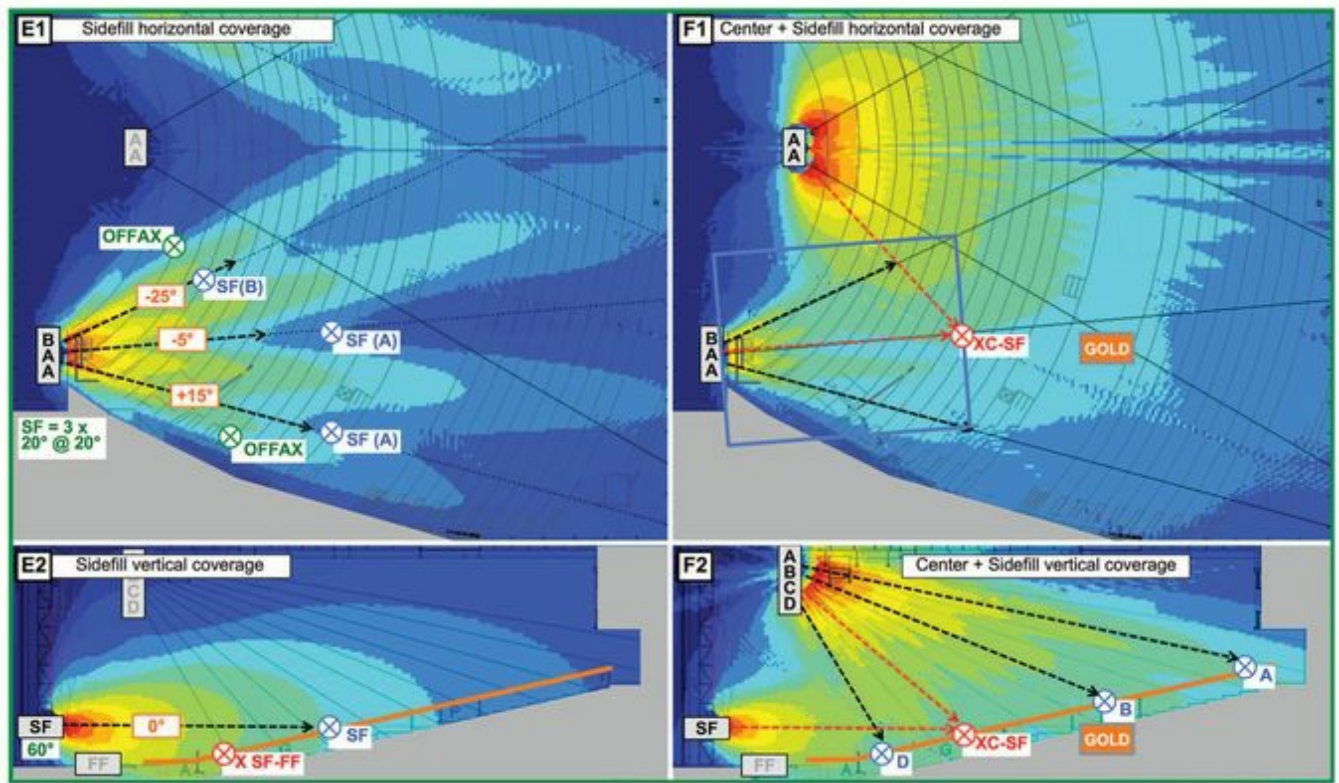 E1 Sidefill horizontal coverage
A
A
OFFAX
SF(B)
-25°
B
A
A
-5°
SF (A)
+15°
SF = 3 x
20° @ 20°
OFFAX
SF (A)
F1 Center + Sidefill horizontal coverage
A
A
B
A
A
XC-SF
GOLD
E2 Sidefill vertical coverage
C
D
SF
0°
SF
60°
FF
X SF-FF
A
F2 Center + Sidefill vertical coverage
A
B
C
D
A
B
SF
XC-SF
GOLD
D
FF
A
G